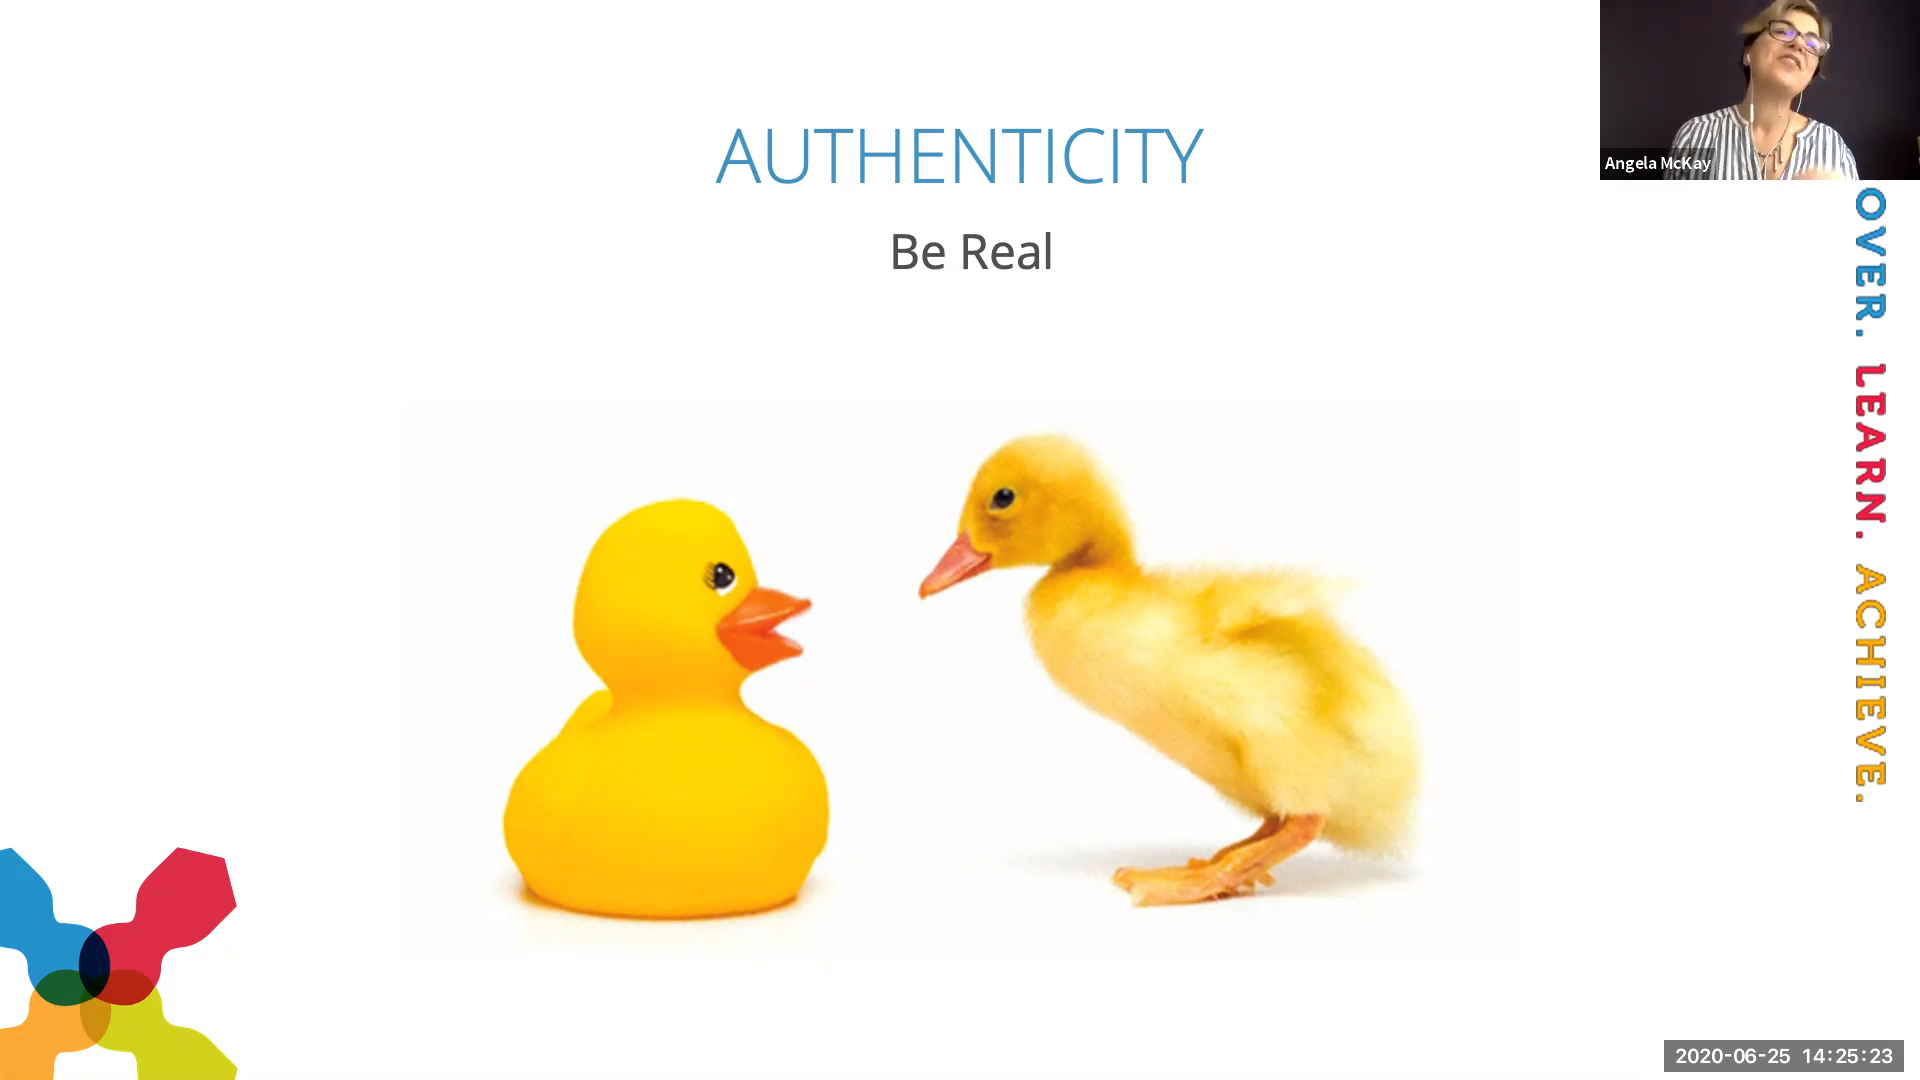 AUTHENTICITY
Be Real
Angela McKay
OVER. LEARN. ACHIEVE.
2020-06-25 14:25:23